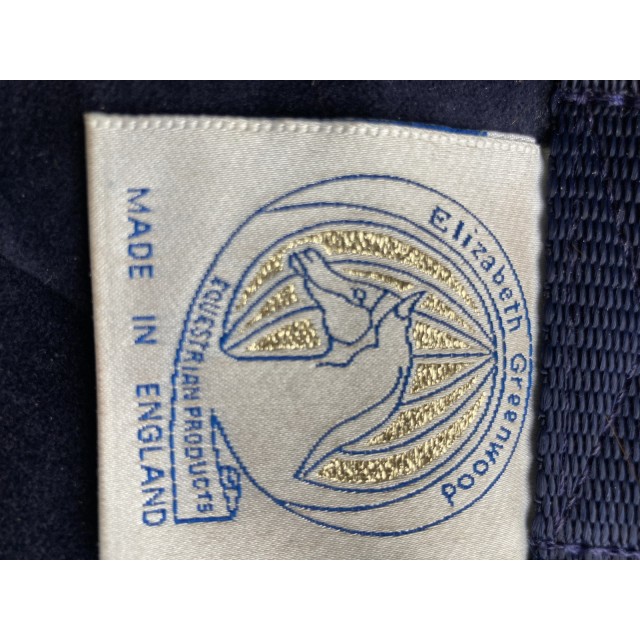 Elizabeth Greenwood
EQUESTRIAN PRODUCTS
MADE IN ENGLAND